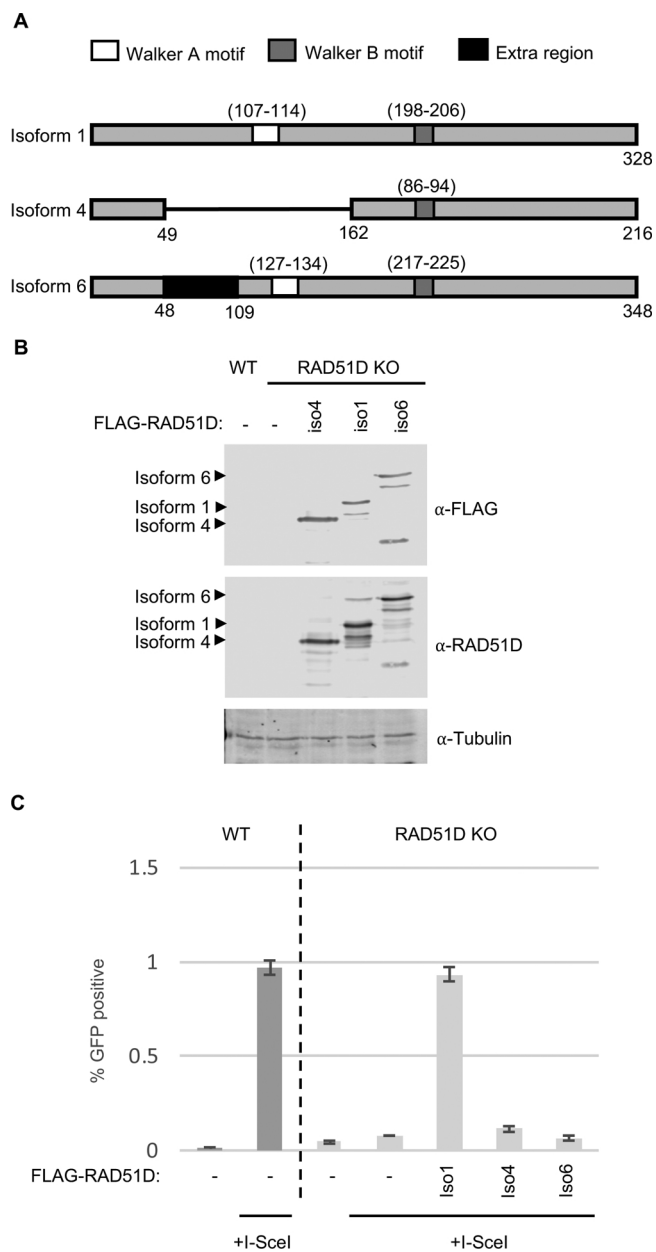 A
Walker A motif Walker B motif Extra region
(107-114) (198-206)
Isoform 1
328
(86-94)
Isoform 4
49 162 216
(127-134) (217-225)
Isoform 6
48 109 348
B
WT RAD51D KO
FLAG-RAD51D: - - iso4 iso1 iso6
Isoform 6
Isoform 1
Isoform 4
α-FLAG
Isoform 6
Isoform 1
Isoform 4
α-RAD51D
α-Tubulin
C
WT RAD51D KO
1.5
1
0.5
0
% GFP positive
FLAG-RAD51D: - - - - Iso1 Iso4 Iso6
+I-SceI +I-SceI